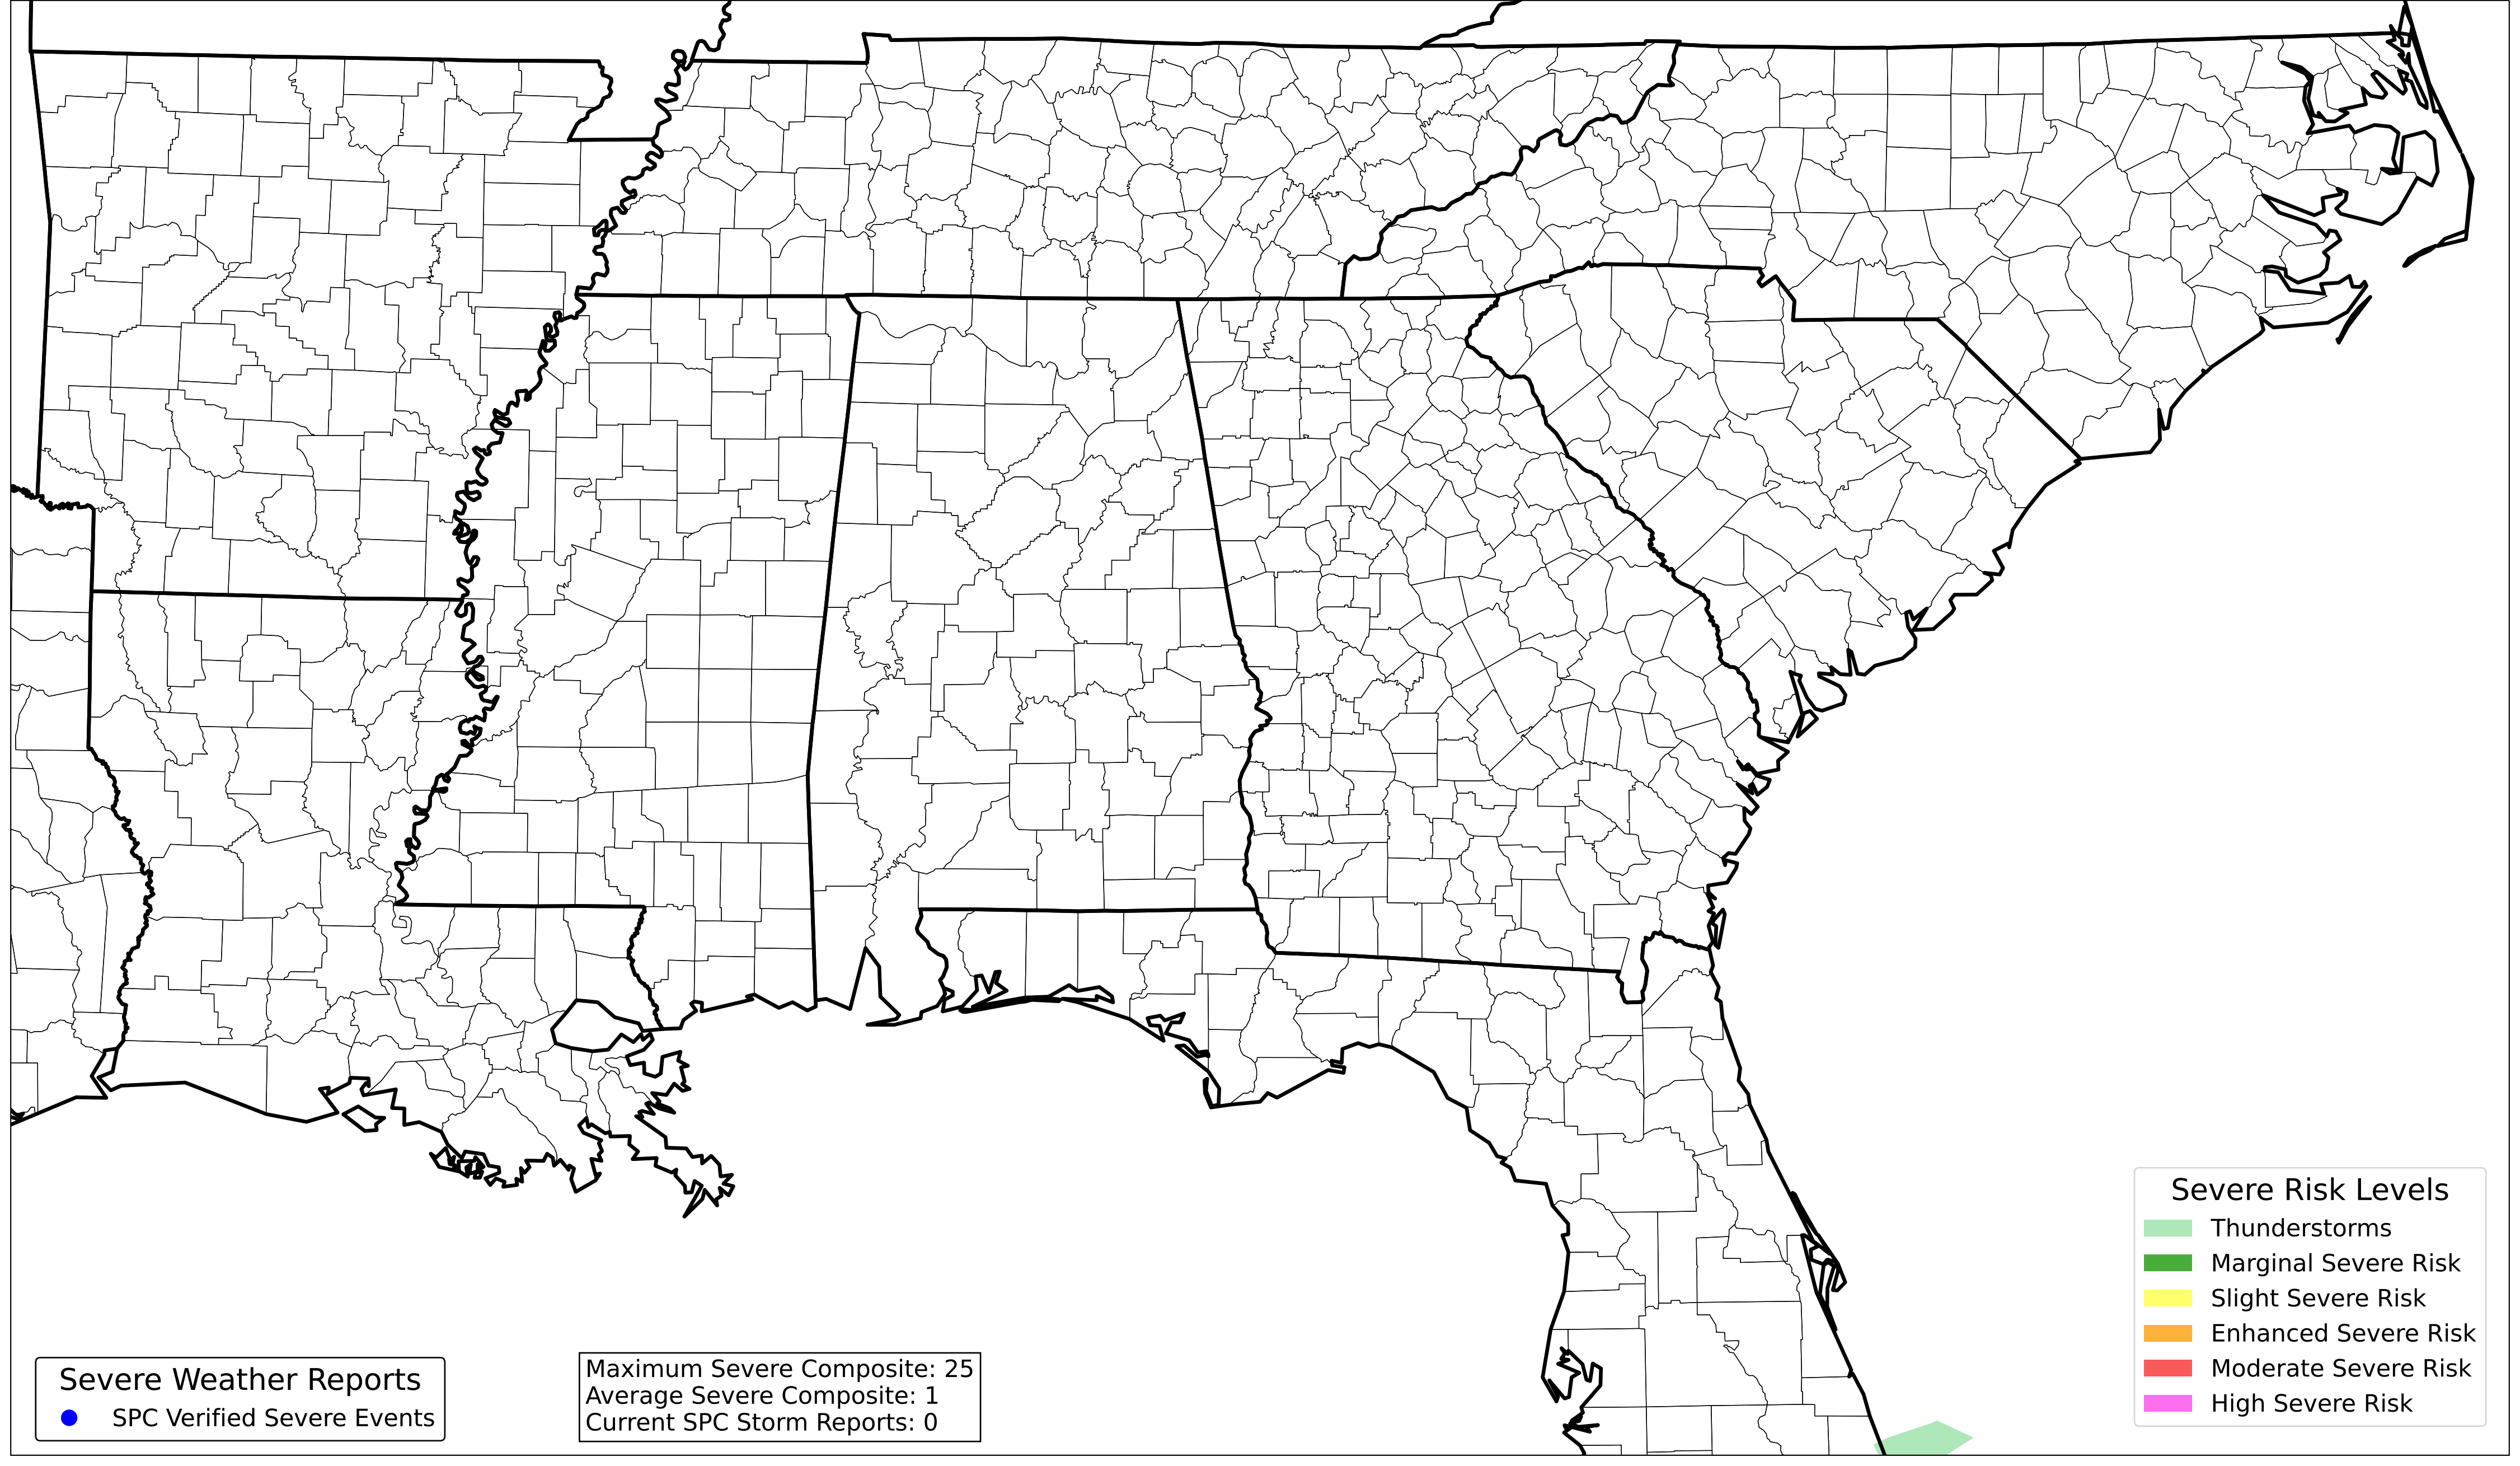 Severe Risk Levels
Thunderstorms
Marginal Severe Risk
Slight Severe Risk
Enhanced Severe Risk
Moderate Severe Risk
High Severe Risk
Severe Weather Reports
SPC Verified Severe Events
Maximum Severe Composite: 25
Average Severe Composite: 1
Current SPC Storm Reports: 0